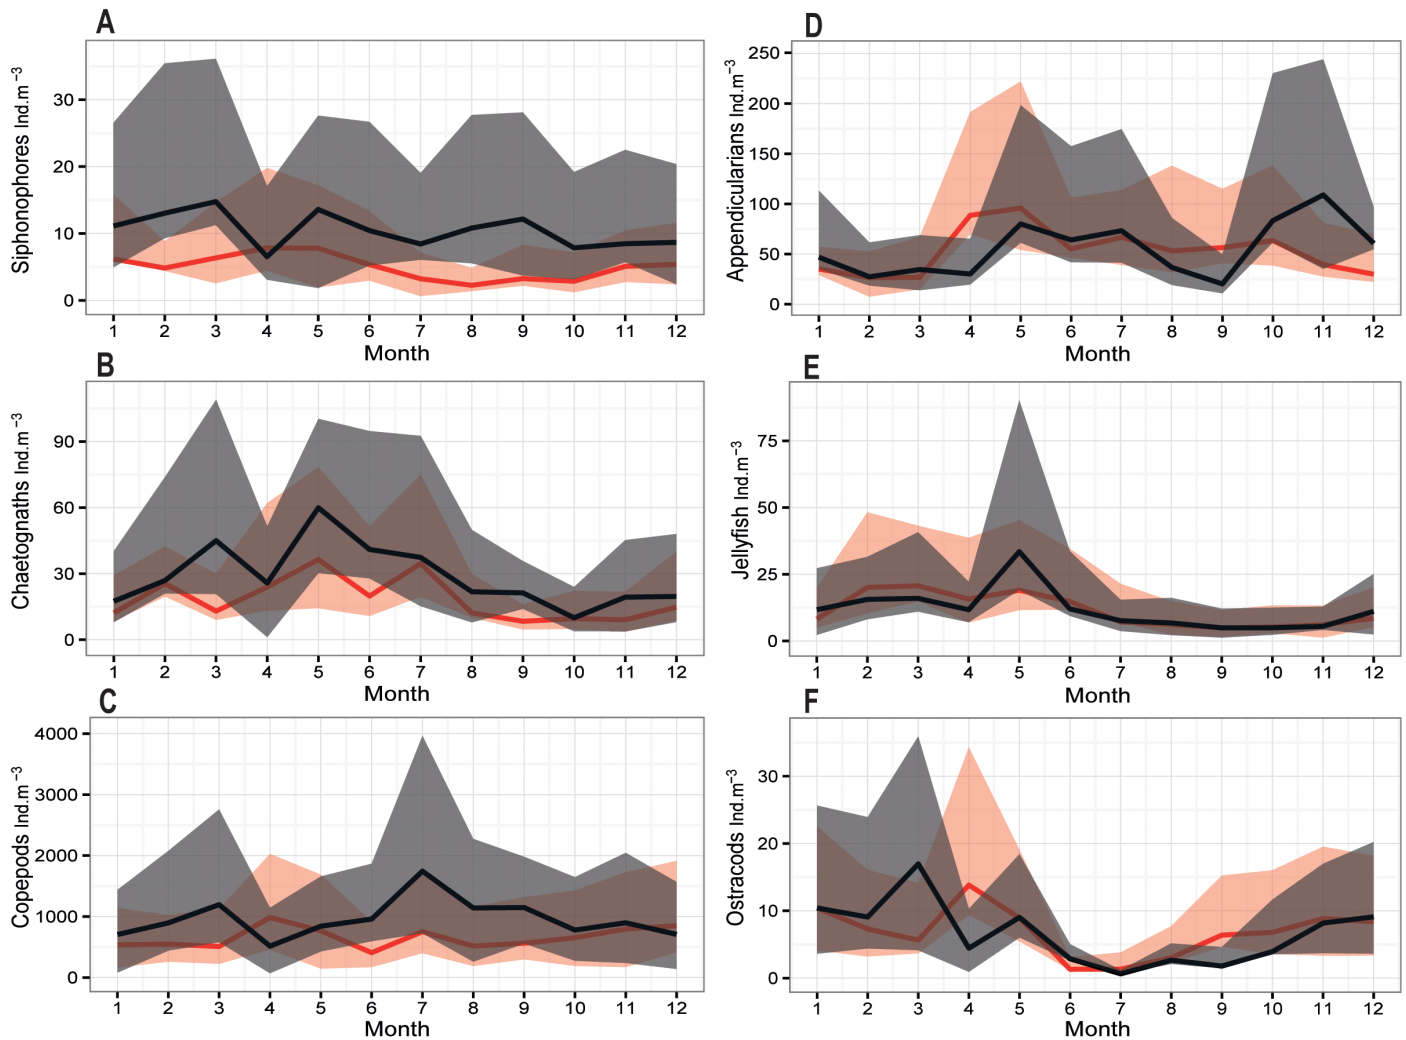 A
Siphonophores Ind.m⁻³
30
20
10
0
1 2 3 4 5 6 7 8 9 10 11 12
Month
B
Chaetognaths Ind.m⁻³
90
60
30
0
1 2 3 4 5 6 7 8 9 10 11 12
Month
C
Copepods Ind.m⁻³
4000
3000
2000
1000
0
1 2 3 4 5 6 7 8 9 10 11 12
Month
D
Appendicularians Ind.m⁻³
250
200
150
100
50
0
1 2 3 4 5 6 7 8 9 10 11 12
Month
E
Jellyfish Ind.m⁻³
75
50
25
0
1 2 3 4 5 6 7 8 9 10 11 12
Month
F
Ostracods Ind.m⁻³
30
20
10
0
1 2 3 4 5 6 7 8 9 10 11 12
Month